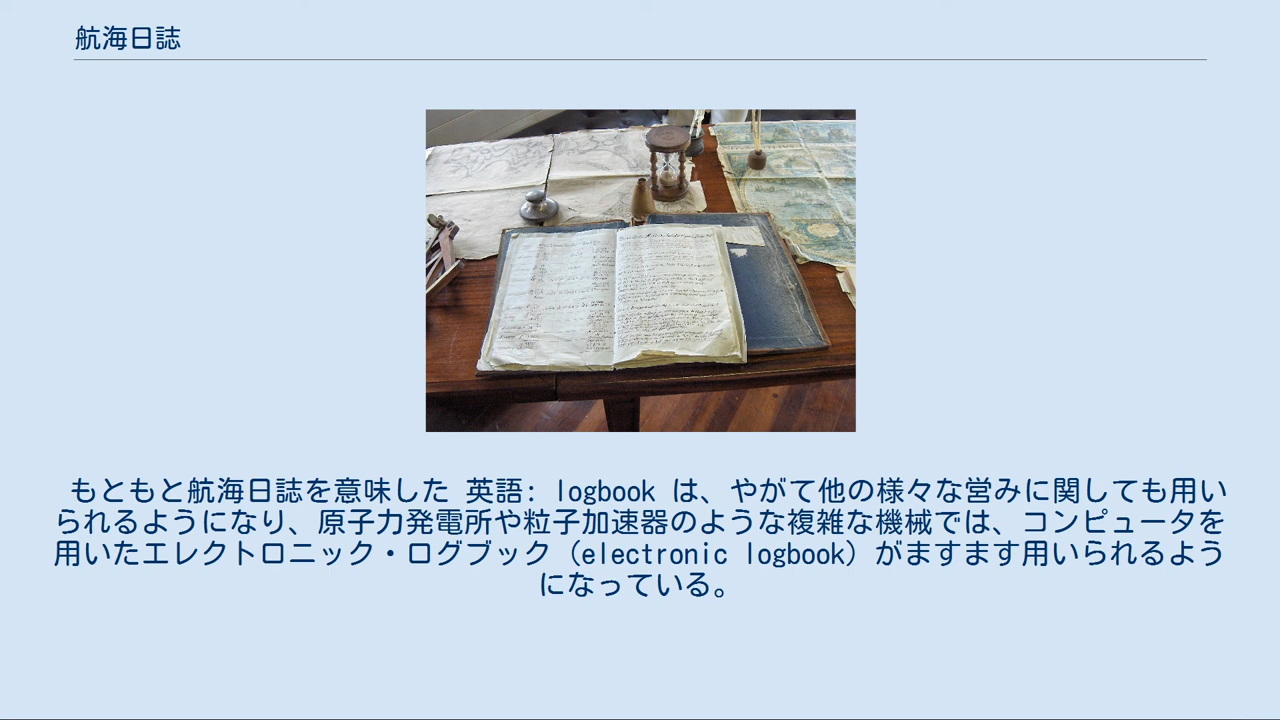 航海日誌
もともと航海日誌を意味した 英語: logbook は、やがて他の様々な営みに関しても用い
られるようになり、原子力発電所や粒子加速器のような複雑な機械では、コンピュータを
用いたエレクトロニック・ログブック（electronic logbook）がますます用いられるよう
になっている。